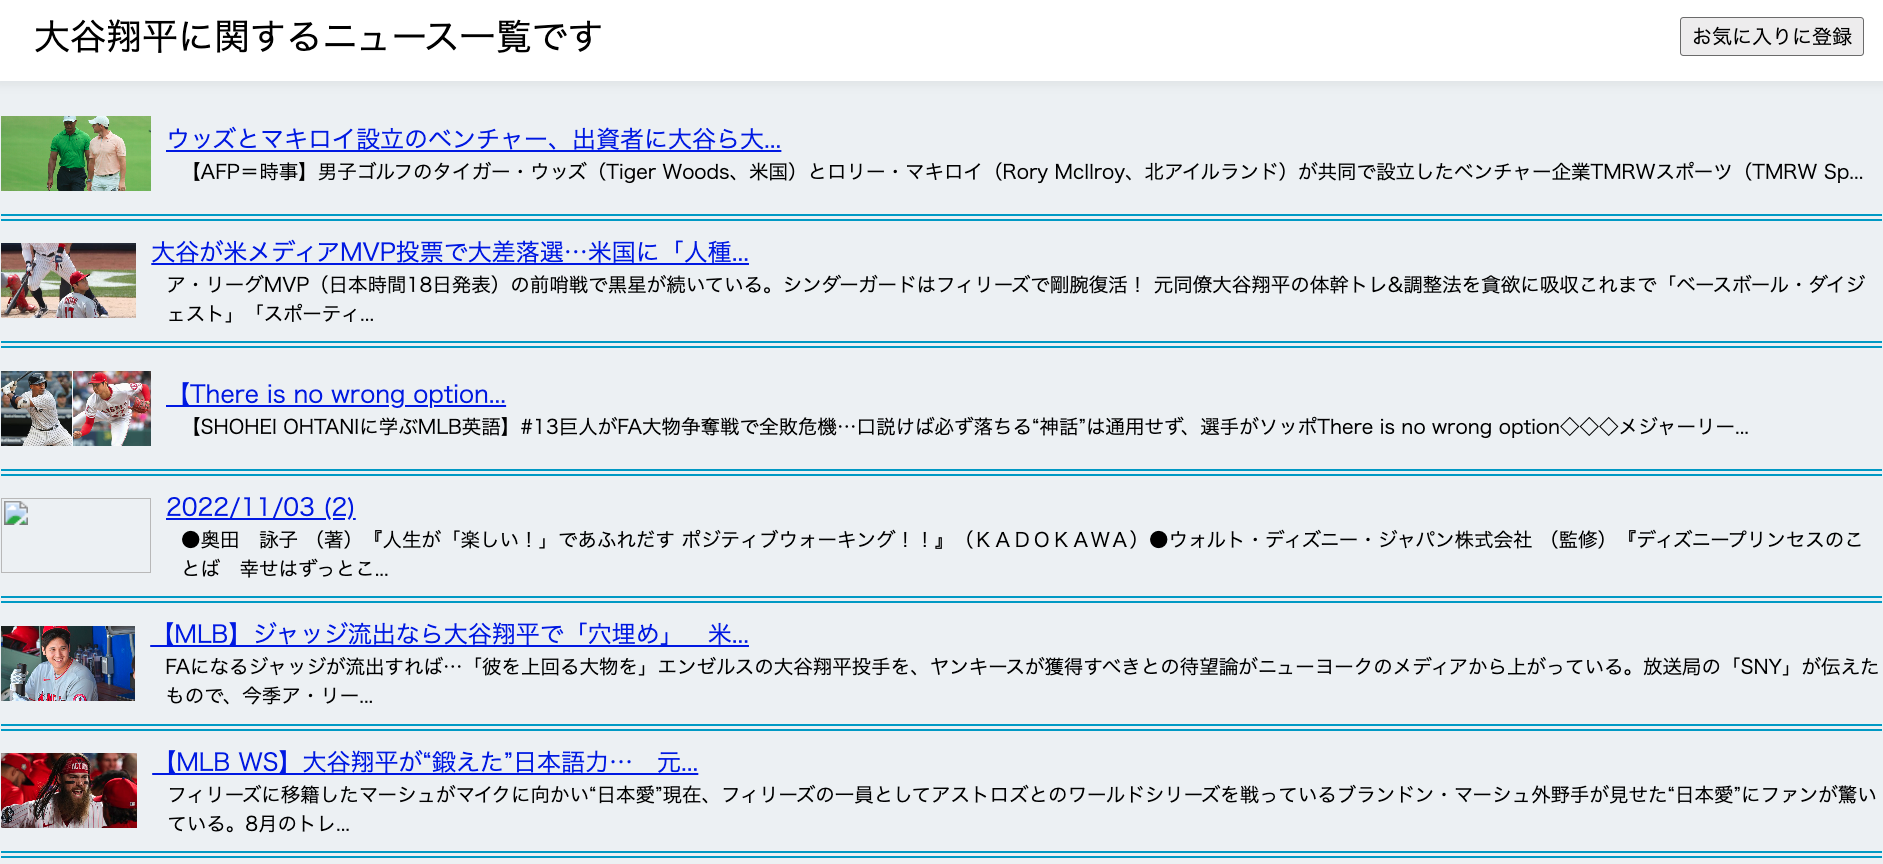 大谷翔平に関するニュース一覧です
お気に入りに登録
ウッズとマキロイ設立のベンチャー、出資者に大谷ら大...
【AFP＝時事】男子ゴルフのタイガー・ウッズ（Tiger Woods、米国）とロリー・マキロイ（Rory McIlroy、北アイルランド）が共同で設立したベンチャー企業TMRWスポーツ（TMRW Sp...
大谷が米メディアMVP投票で大差落選…米国に「人種...
ア・リーグMVP（日本時間18日発表）の前哨戦で黒星が続いている。シンダーガードはフィリーズで剛腕復活！ 元同僚大谷翔平の体幹トレ&調整法を貪欲に吸収これまで「ベースボール・ダイジ
ェスト」「スポーティ...
【There is no wrong option...
【SHOHEI OHTANIに学ぶMLB英語】#13巨人がFA大物争奪戦で全敗危機…口説けば必ず落ちる“神話”は通用せず、選手がソッポThere is no wrong option◇◇◇メジャーリー...
2022/11/03 (2)
●奥田　詠子 （著）『人生が「楽しい！」であふれだす ポジティブウォーキング！！』（ＫＡＤＯＫＡＷＡ）●ウォルト・ディズニー・ジャパン株式会社 （監修）『ディズニープリンセスのこ
とば　幸せはずっとこ...
【MLB】ジャッジ流出なら大谷翔平で「穴埋め」　米...
FAになるジャッジが流出すれば…「彼を上回る大物を」エンゼルスの大谷翔平投手を、ヤンキースが獲得すべきとの待望論がニューヨークのメディアから上がっている。放送局の「SNY」が伝えた
もので、今季ア・リー...
【MLB WS】大谷翔平が“鍛えた”日本語力…　元...
フィリーズに移籍したマーシュがマイクに向かい“日本愛”現在、フィリーズの一員としてアストロズとのワールドシリーズを戦っているブランドン・マーシュ外野手が見せた“日本愛”にファンが驚い
ている。8月のトレ...